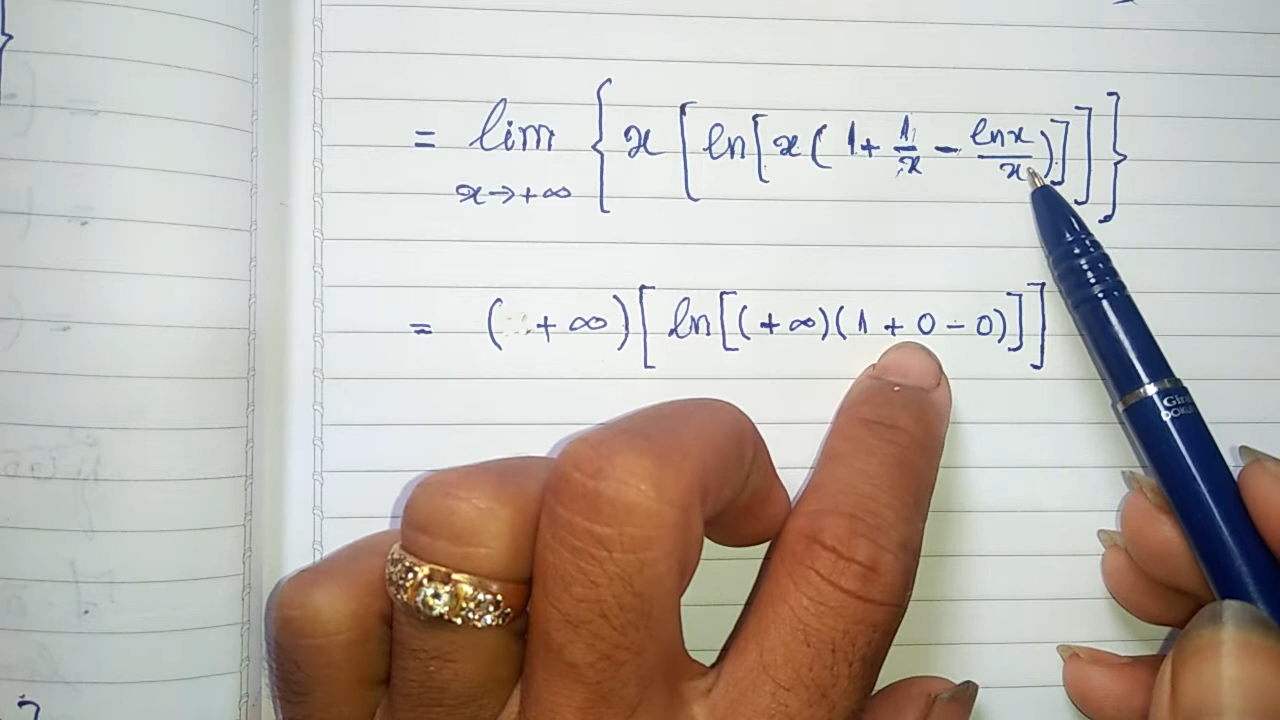 = lim x→+∞ { x [ ln[ x ( 1 + 1/x - lnx/x ) ] ] }
= ( +∞ ) [ ln[ (+∞)(1+0-0) ] ]